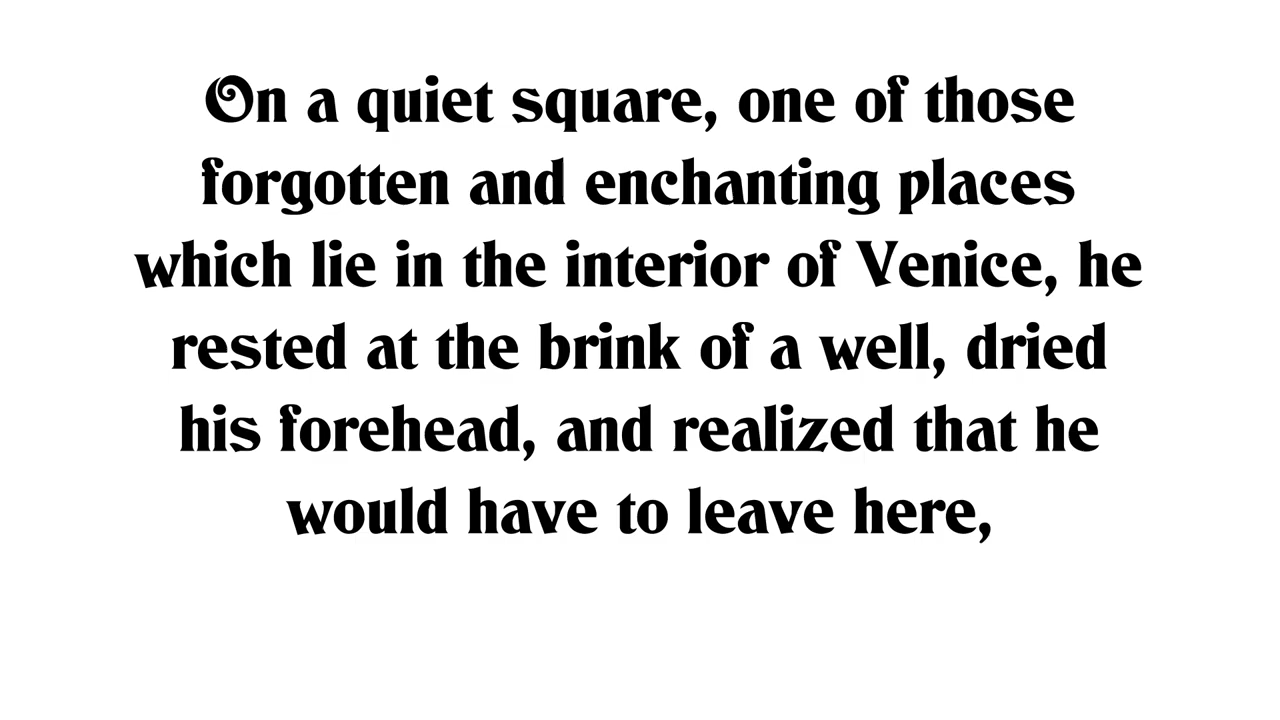 On a quiet square, one of those
forgotten and enchanting places
which lie in the interior of Venice, he
rested at the brink of a well, dried
his forehead, and realized that he
would have to leave here,